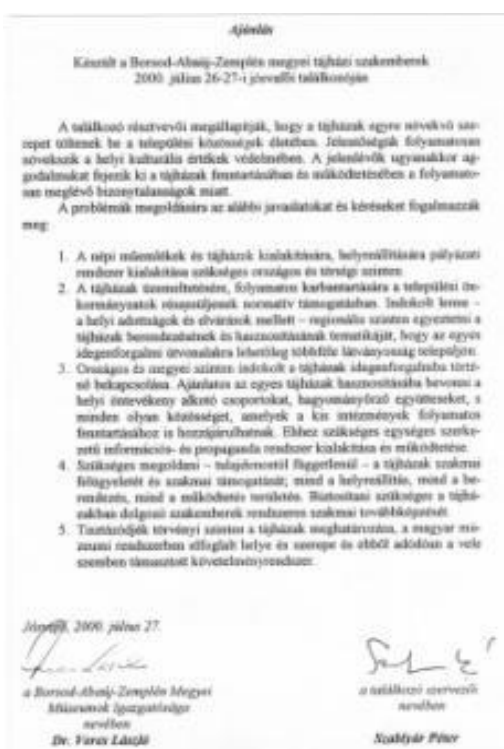 Ajánlás
Készült a Borsod-Abaúj-Zemplén megyei tájházi szakemberek
2000. július 26-27-i jósvafői találkozóján
A találkozó résztvevői megállapítják, hogy a tájházak egyre növekvő sze-
repet töltenek be a települési közösségek életében. Jelentőségük folyamatosan
növekszik a helyi kulturális értékek védelmében. A jelenlévők ugyanakkor ag-
godalmukat fejezik ki a tájházak fenntartásában és működtetésében a folyamato-
san meglévő bizonytalanságok miatt.
A problémák megoldására az alábbi javaslatokat és kéréseket fogalmazzák
meg:
1. A népi műemlékek és tájházak kialakítására, helyreállítására pályázati
rendszer kialakítása szükséges országos és térségi szinten.
2. A tájházak üzemeltetésére, folyamatos karbantartására a települési ön-
kormányzatok részesüljenek normatív támogatásban. Indokolt lenne –
a helyi adottságok és elvárások mellett – regionális szinten egyeztetni a
tájházak berendezésének és hasznosításának tematikáját, hogy az egyes
idegenforgalmi útvonalakra lehetőleg többféle látványosság települjön.
3. Országos és megyei szinten indokolt a tájházak idegenforgalomba törté-
nő bekapcsolása. Ajánlatos az egyes tájházak hasznosításába bevonni a
helyi öntevékeny alkotó csoportokat, hagyományőrző együtteseket, s
minden olyan közösséget, amelyek a kis intézmények folyamatos
fenntartásához is hozzájárulhatnak. Ehhez szükséges egységes szerke-
zetű információs- és propaganda rendszer kialakítása és működtetése.
4. Szükséges megoldani – tulajdonostól függetlenül – a tájházak szakmai
felügyeletét és szakmai támogatását; mind a helyreállítás, mind a be-
rendezés, mind a működtetés területén. Biztosítani szükséges a tájhá-
zakban dolgozó szakemberek rendszeres szakmai továbbképzését.
5. Tisztázódjék törvényi szinten a tájházak meghatározása, a magyar mú-
zeumi rendszerben elfoglalt helye és szerepe és ebből adódóan a vele
szemben támasztott követelményrendszer.
Jósvafő, 2000. július 27.
a Borsod-Abaúj-Zemplén Megyei
Múzeumok Igazgatósága
nevében
Dr. Veres László
a találkozó szervezői
nevében
Szablyár Péter